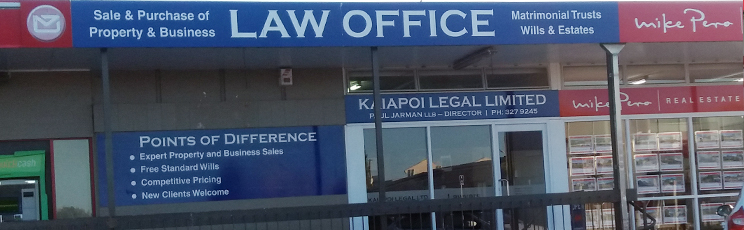 Sale & Purchase of
Property & Business
LAW OFFICE
Matrimonial Trusts
Wills & Estates
mike Pero
KAIAPOI LEGAL LIMITED
PAUL JARMAN LLB – DIRECTOR | PH: 327 9245
mike Pero | REAL ESTATE
POINTS OF DIFFERENCE
• Expert Property and Business Sales
• Free Standard Wills
• Competitive Pricing
• New Clients Welcome
cash